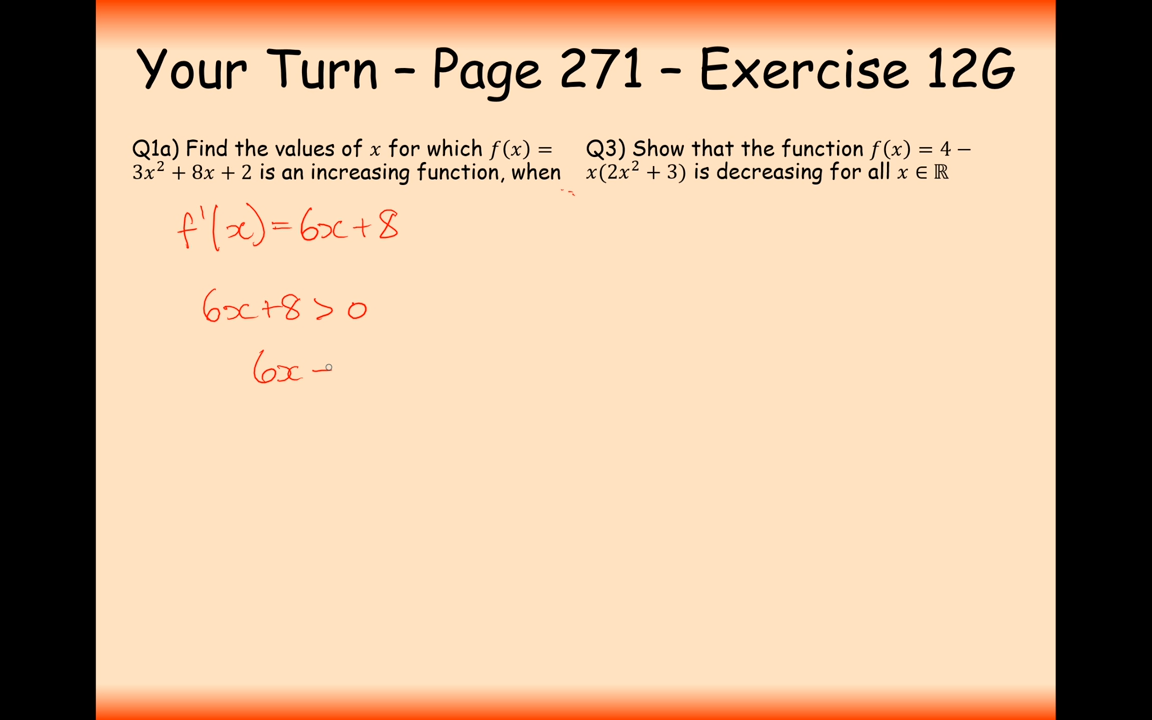 Your Turn – Page 271 – Exercise 12G
Q1a) Find the values of x for which f(x) =
3x² + 8x + 2 is an increasing function, when
f'(x) = 6x + 8
6x + 8 > 0
6x –
Q3) Show that the function f(x) = 4 −
x(2x² + 3) is decreasing for all x ∈ ℝ